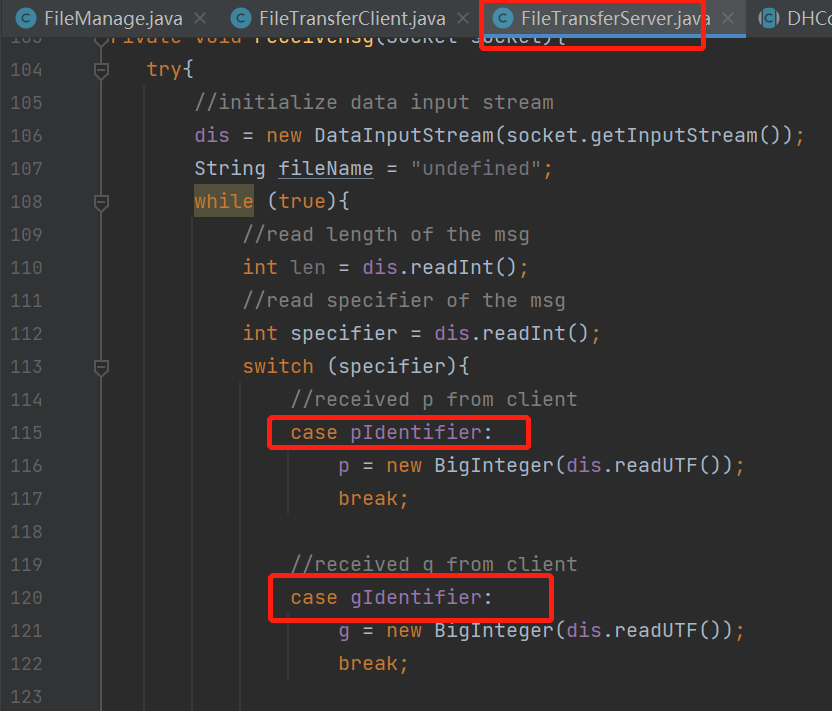 FileManage.java × FileTransferClient.java × FileTransferServer.java × DHCo
103 private void receiveMsg(Socket socket){
104 try{
105 //initialize data input stream
106 dis = new DataInputStream(socket.getInputStream());
107 String fileName = "undefined";
108 while (true){
109 //read length of the msg
110 int len = dis.readInt();
111 //read specifier of the msg
112 int specifier = dis.readInt();
113 switch (specifier){
114 //received p from client
115 case pIdentifier:
116 p = new BigInteger(dis.readUTF());
117 break;
118
119 //received g from client
120 case gIdentifier:
121 g = new BigInteger(dis.readUTF());
122 break;
123